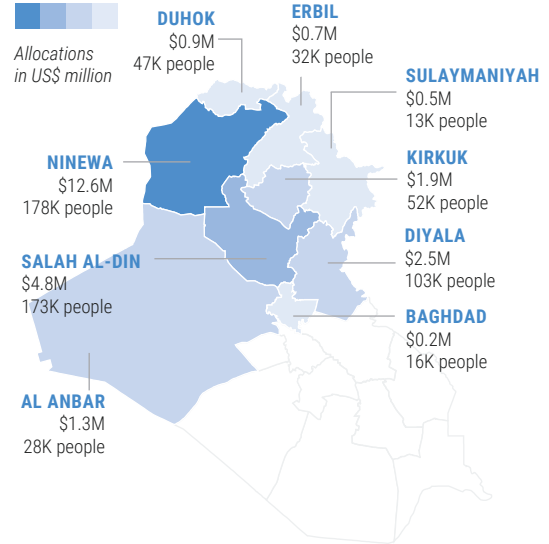 Allocations
in US$ million
DUHOK
$0.9M
47K people
ERBIL
$0.7M
32K people
SULAYMANIYAH
$0.5M
13K people
NINEWA
$12.6M
178K people
KIRKUK
$1.9M
52K people
SALAH AL-DIN
$4.8M
173K people
DIYALA
$2.5M
103K people
BAGHDAD
$0.2M
16K people
AL ANBAR
$1.3M
28K people